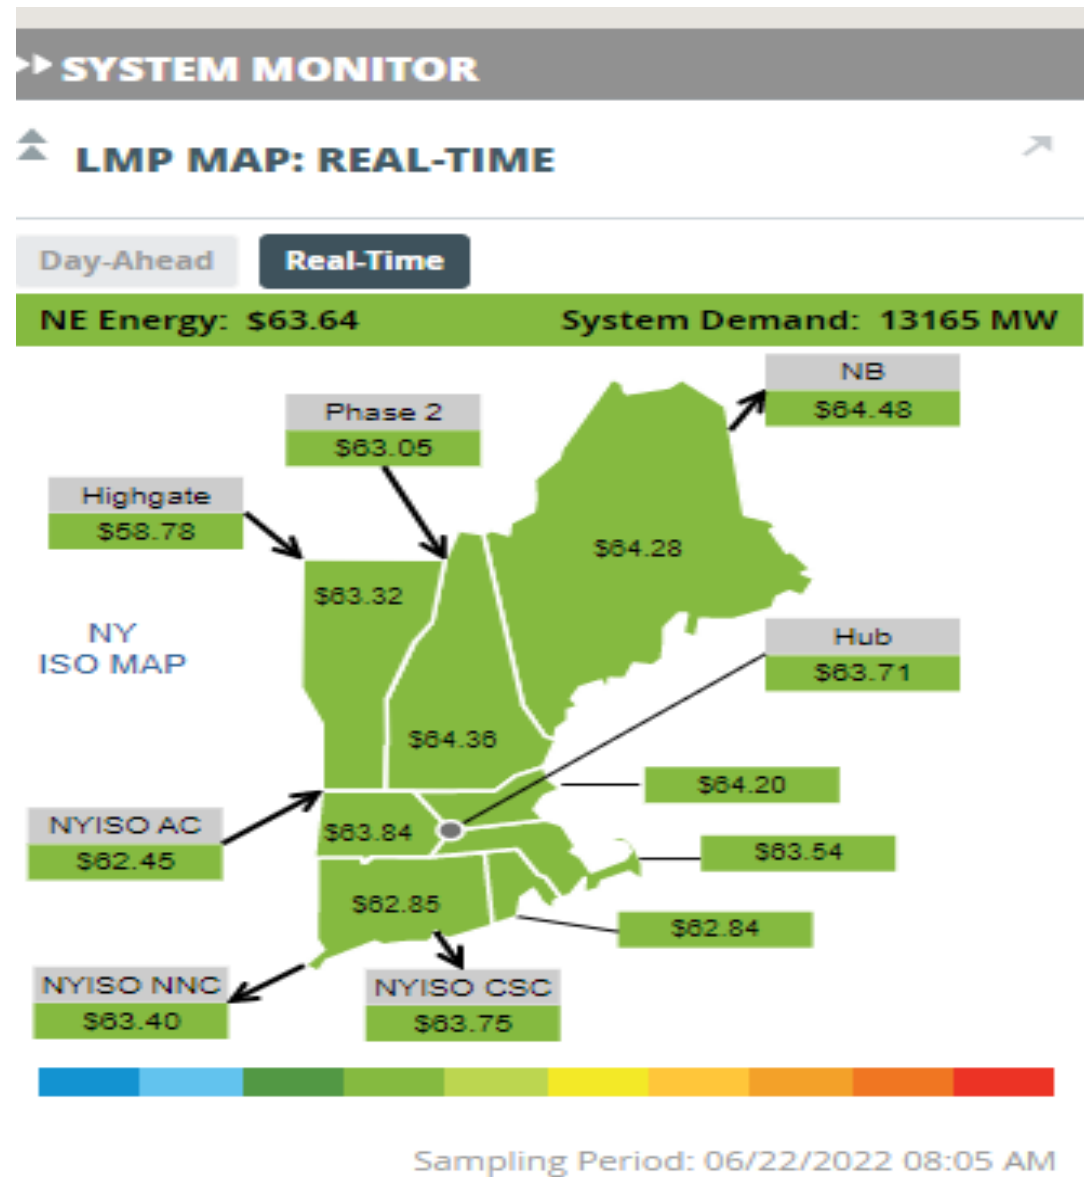 SYSTEM MONITOR
LMP MAP: REAL-TIME
Day-Ahead Real-Time
NE Energy: $63.64 System Demand: 13165 MW
NB
$64.48
Phase 2
$63.05
Highgate
$58.78
$64.28
$63.32
NY
ISO MAP
Hub
$63.71
$64.36
$64.20
NYISO AC
$62.45
$63.84
$63.54
$62.85
$62.84
NYISO NNC
$63.40
NYISO CSC
$63.75
Sampling Period: 06/22/2022 08:05 AM